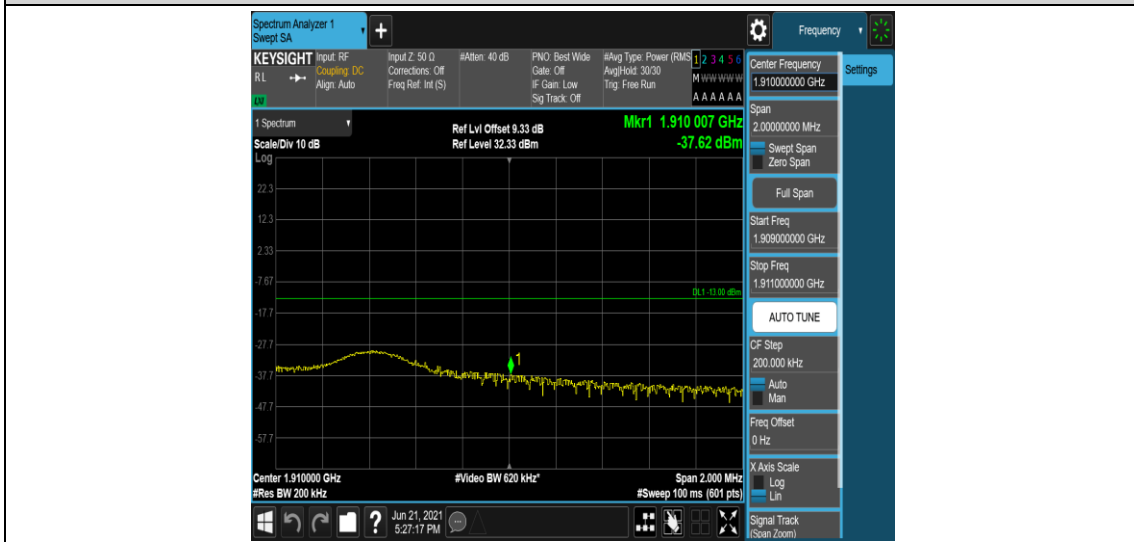 Spectrum Analyzer 1
Swept SA
+
Frequency
KEYSIGHT
RL
LXI
Input: RF
Coupling: DC
Align: Auto
Input Z: 50 Ω
Corrections: Off
Freq Ref: Int (S)
#Atten: 40 dB
PNO: Best Wide
Gate: Off
IF Gain: Low
Sig Track: Off
#Avg Type: Power (RMS
Avg|Hold: 30/30
Trig: Free Run
1 2 3 4 5 6
M W W W W W
A A A A A A
1 Spectrum
Scale/Div 10 dB
Log
Ref Lvl Offset 9.33 dB
Ref Level 32.33 dBm
Mkr1 1.910 007 GHz
-37.62 dBm
22.3
12.3
2.33
-7.67
DL1 -13.00 dBm
-17.7
-27.7
1
-37.7
-47.7
-57.7
Center 1.910000 GHz
#Res BW 200 kHz
#Video BW 620 kHz*
Span 2.000 MHz
#Sweep 100 ms (601 pts)
Jun 21, 2021
5:27:17 PM
?
Center Frequency
1.910000000 GHz
Settings
Span
2.00000000 MHz
Swept Span
Zero Span
Full Span
Start Freq
1.909000000 GHz
Stop Freq
1.911000000 GHz
AUTO TUNE
CF Step
200.000 kHz
Auto
Man
Freq Offset
0 Hz
X Axis Scale
Log
Lin
Signal Track
(Span Zoom)